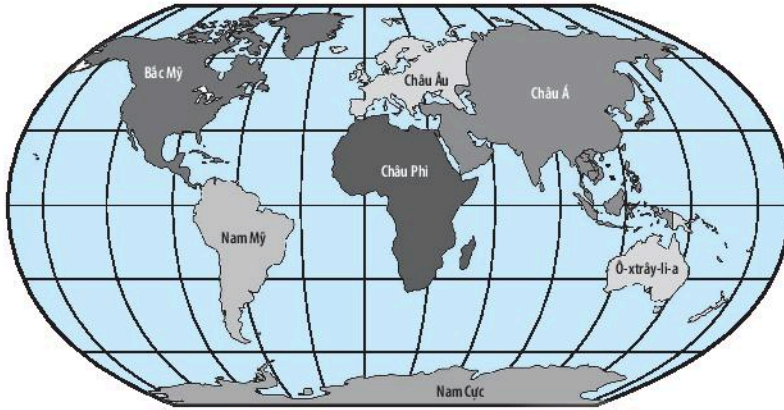 Bắc Mỹ
Châu Âu
Châu Á
Châu Phi
Nam Mỹ
Ô-xtrây-li-a
Nam Cực